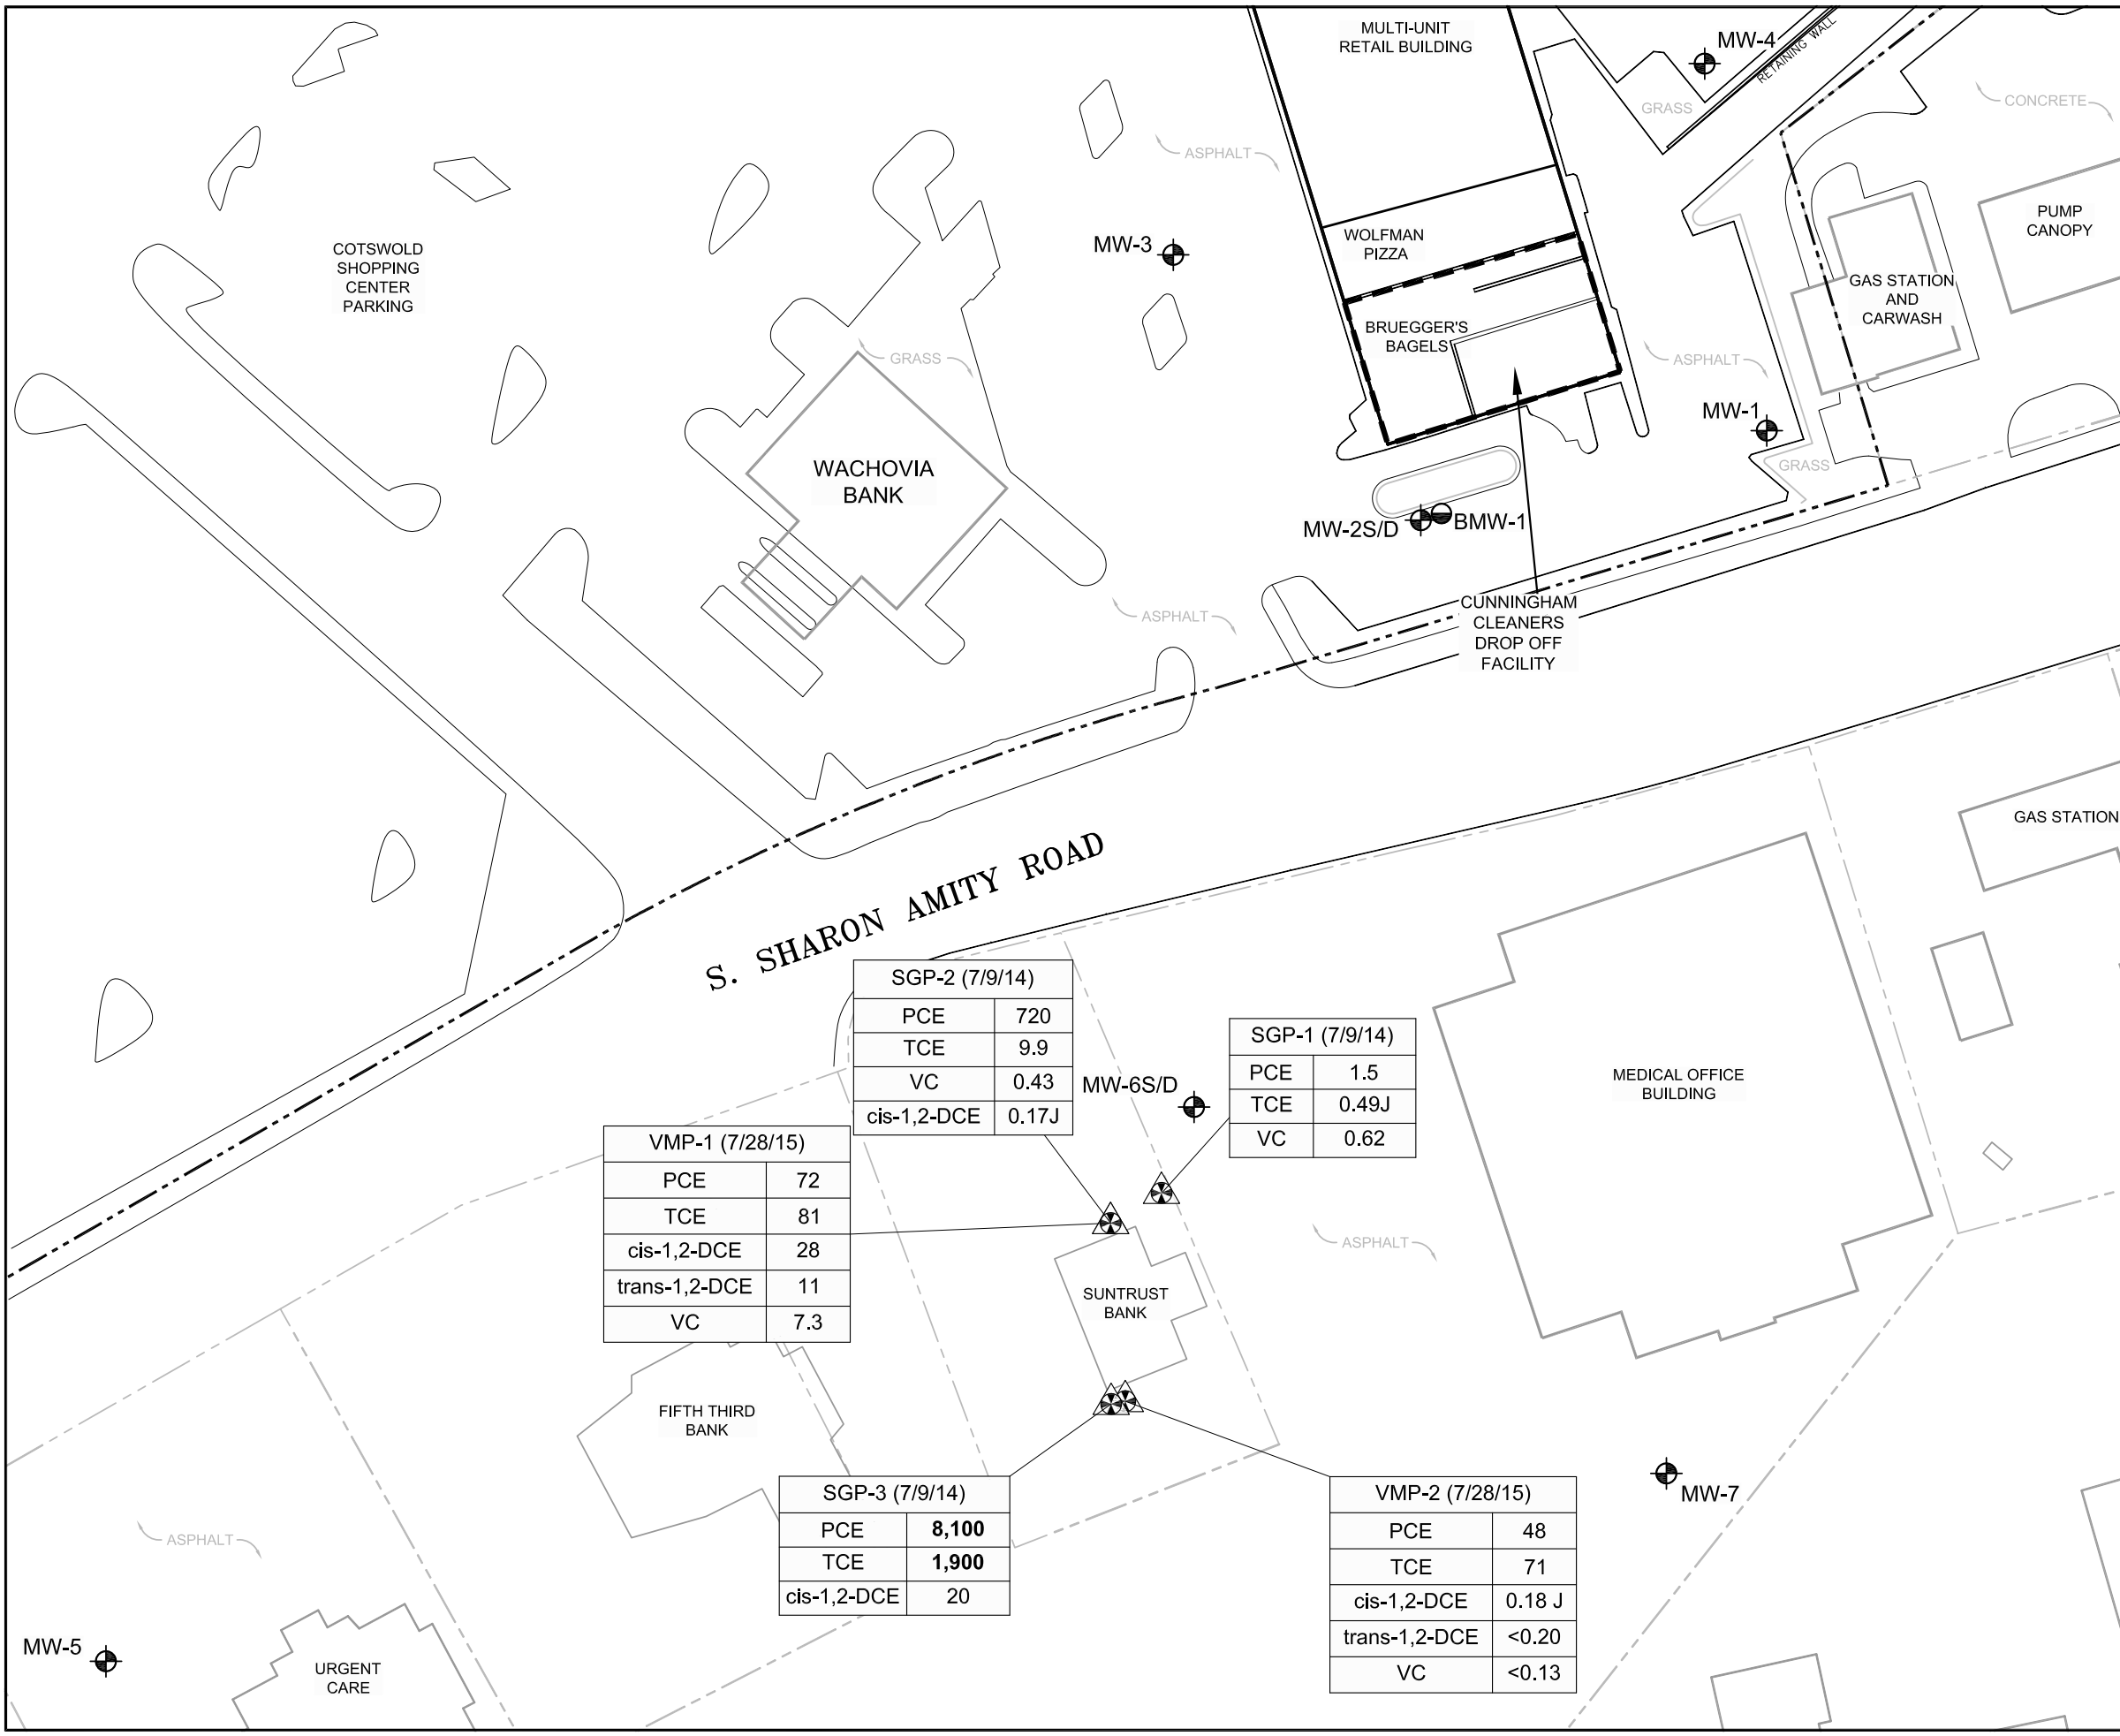 MULTI-UNIT
RETAIL BUILDING
MW-4
RETAINING WALL
GRASS
CONCRETE
ASPHALT
PUMP
CANOPY
WOLFMAN
PIZZA
MW-3
COTSWOLD
SHOPPING
CENTER
PARKING
GAS STATION
AND
CARWASH
BRUEGGER'S
BAGELS
GRASS
ASPHALT
MW-1
GRASS
WACHOVIA
BANK
MW-2S/D
BMW-1
ASPHALT
CUNNINGHAM
CLEANERS
DROP OFF
FACILITY
GAS STATION
S. SHARON AMITY ROAD
SGP-2 (7/9/14)
PCE 720
TCE 9.9
VC 0.43
cis-1,2-DCE 0.17J
MW-6S/D
SGP-1 (7/9/14)
PCE 1.5
TCE 0.49J
VC 0.62
MEDICAL OFFICE
BUILDING
VMP-1 (7/28/15)
PCE 72
TCE 81
cis-1,2-DCE 28
trans-1,2-DCE 11
VC 7.3
ASPHALT
SUNTRUST
BANK
FIFTH THIRD
BANK
SGP-3 (7/9/14)
PCE 8,100
TCE 1,900
cis-1,2-DCE 20
VMP-2 (7/28/15)
PCE 48
TCE 71
cis-1,2-DCE 0.18 J
trans-1,2-DCE <0.20
VC <0.13
MW-7
ASPHALT
MW-5
URGENT
CARE